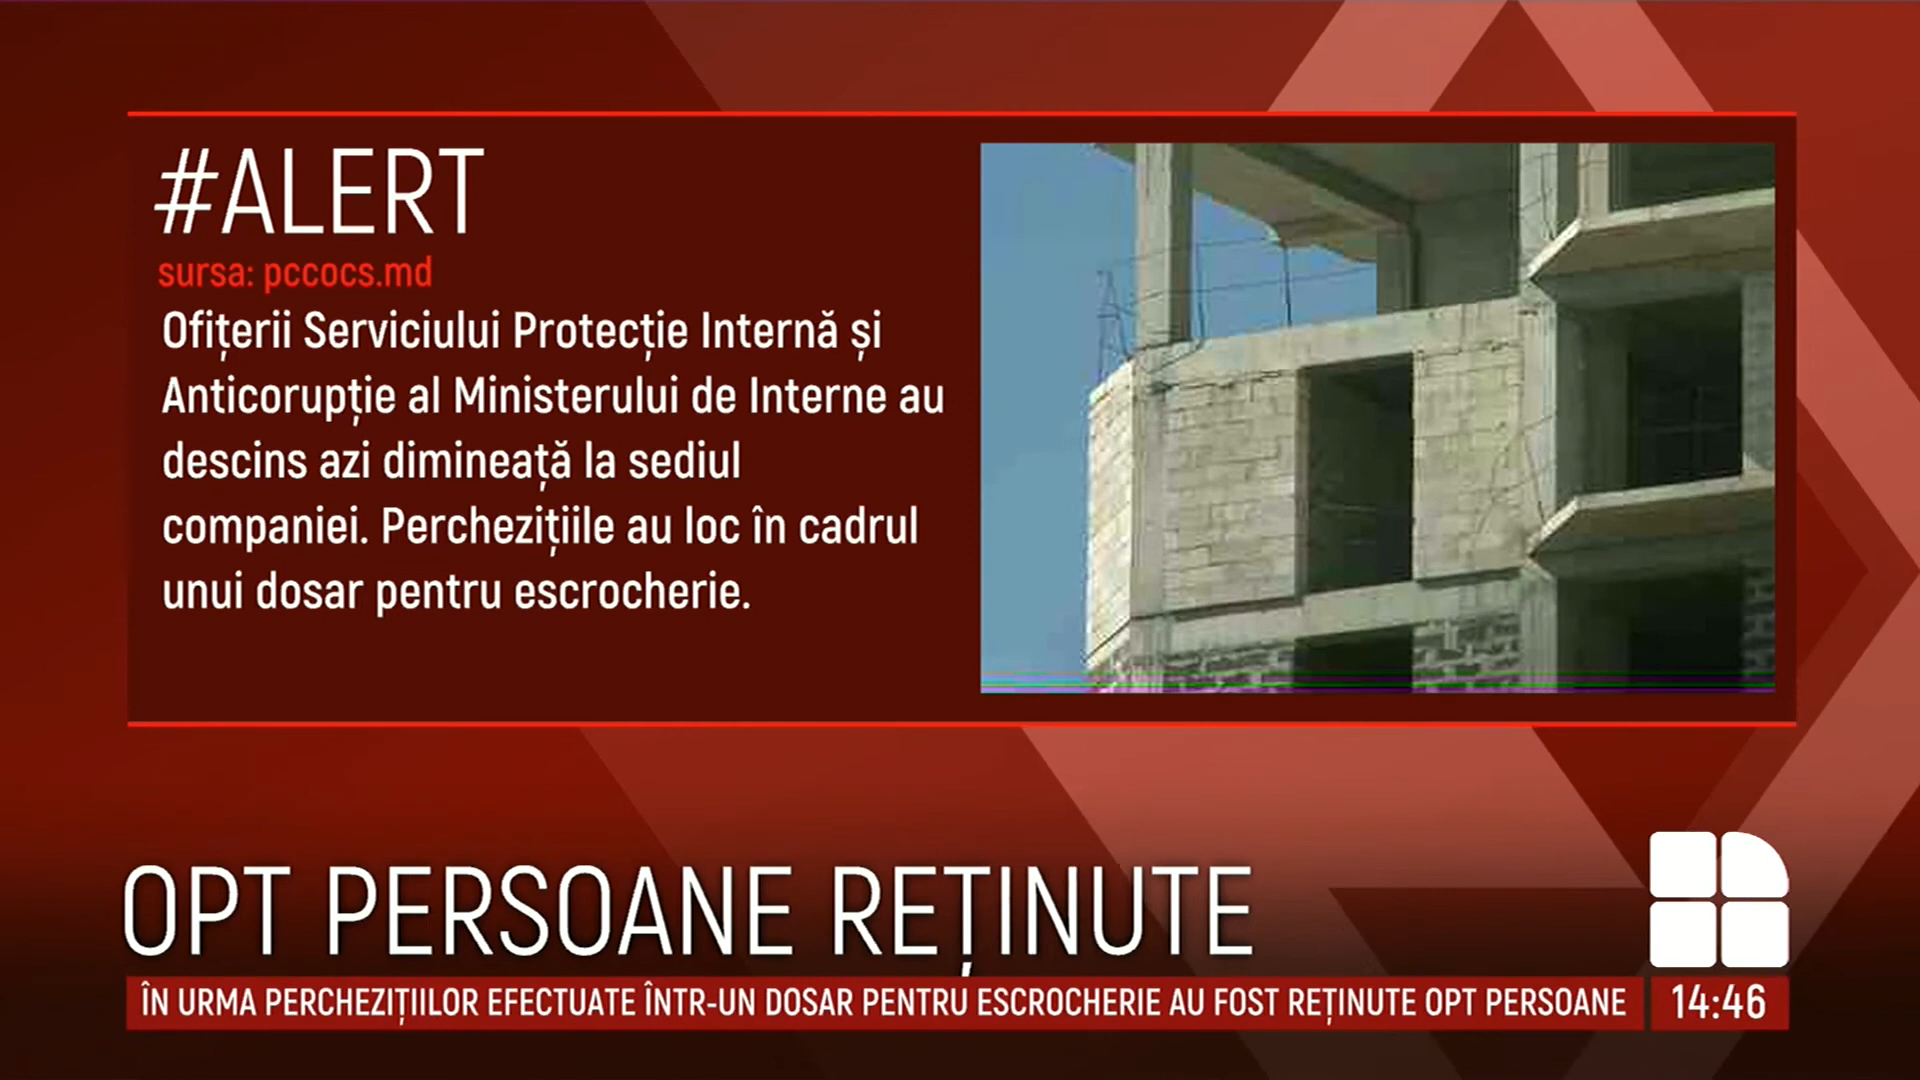 #ALERT
sursa: pccocs.md
Ofițerii Serviciului Protecție Internă și
Anticorupție al Ministerului de Interne au
descins azi dimineață la sediul
companiei. Perchezițiile au loc în cadrul
unui dosar pentru escrocherie.
OPT PERSOANE REȚINUTE
ÎN URMA PERCHEZIȚIILOR EFECTUATE ÎNTR-UN DOSAR PENTRU ESCROCHERIE AU FOST REȚINUTE OPT PERSOANE
14:46